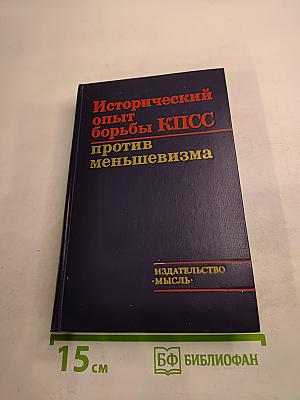 Исторический
опыт
борьбы КПСС
против
меньшевизма
ИЗДАТЕЛЬСТВО
«МЫСЛЬ»
15 см
БФ БИБЛИОФАН